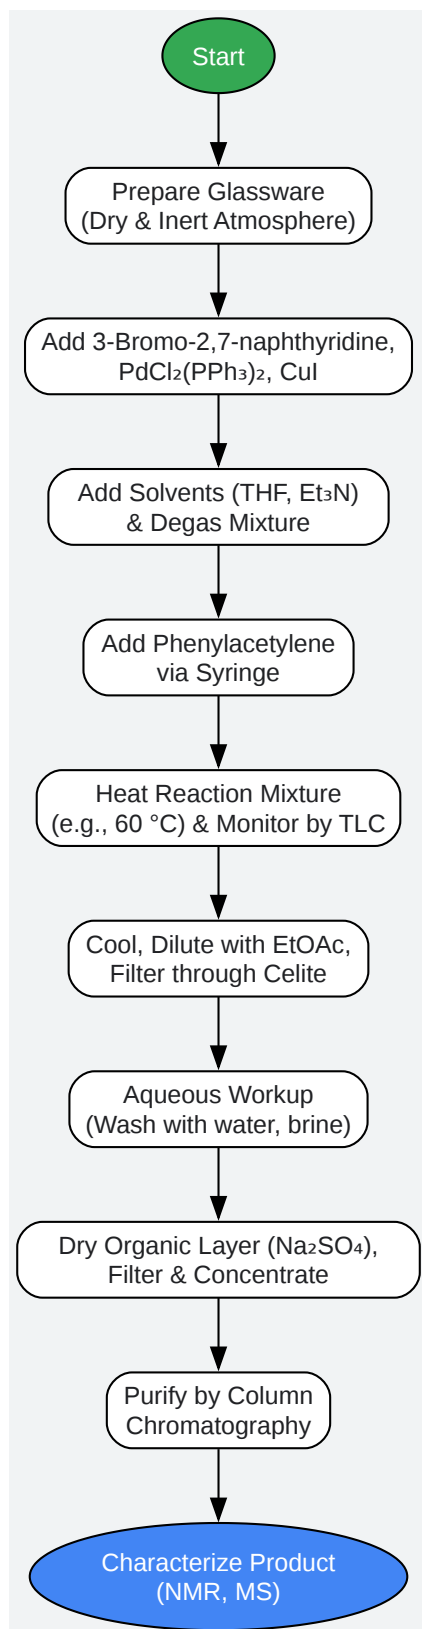 Start
Prepare Glassware
(Dry & Inert Atmosphere)
Add 3-Bromo-2,7-naphthyridine,
PdCl₂(PPh₃)₂, CuI
Add Solvents (THF, Et₃N)
& Degas Mixture
Add Phenylacetylene
via Syringe
Heat Reaction Mixture
(e.g., 60 °C) & Monitor by TLC
Cool, Dilute with EtOAc,
Filter through Celite
Aqueous Workup
(Wash with water, brine)
Dry Organic Layer (Na₂SO₄),
Filter & Concentrate
Purify by Column
Chromatography
Characterize Product
(NMR, MS)